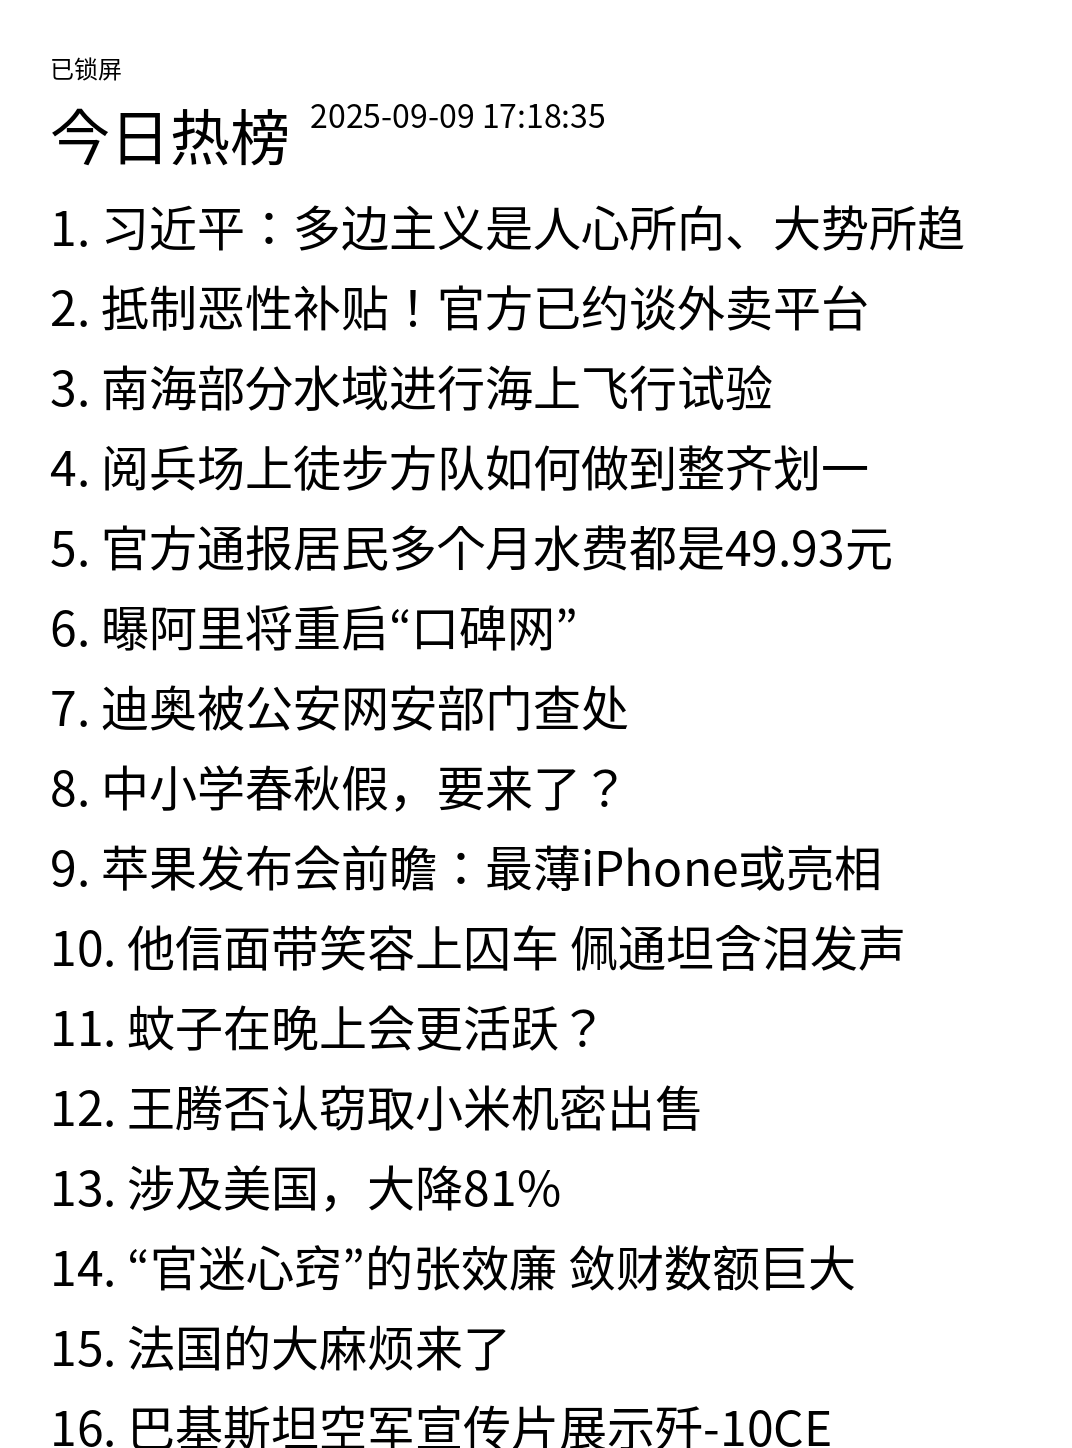 已锁屏
今日热榜 2025-09-09 17:18:35
1. 习近平：多边主义是人心所向、大势所趋
2. 抵制恶性补贴！官方已约谈外卖平台
3. 南海部分水域进行海上飞行试验
4. 阅兵场上徒步方队如何做到整齐划一
5. 官方通报居民多个月水费都是49.93元
6. 曝阿里将重启“口碑网”
7. 迪奥被公安网安部门查处
8. 中小学春秋假，要来了？
9. 苹果发布会前瞻：最薄iPhone或亮相
10. 他信面带笑容上囚车 佩通坦含泪发声
11. 蚊子在晚上会更活跃？
12. 王腾否认窃取小米机密出售
13. 涉及美国，大降81%
14. “官迷心窍”的张效廉 敛财数额巨大
15. 法国的大麻烦来了
16. 巴基斯坦空军宣传片展示歼-10CE